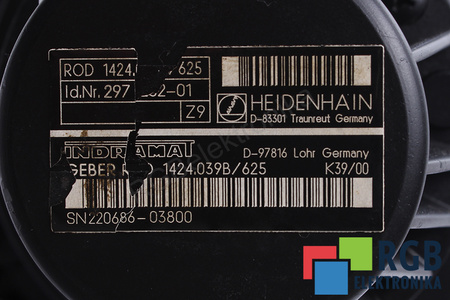 ROD 1424. 625
Id.Nr. 297 -01
Z9
HEIDENHAIN
D-83301 Traunreut Germany
INDRAMAT
D-97816 Lohr Germany
GEBER ROD 1424.039B/625 K39/00
SN220686-03800
RGB
ELEKTRONIKA